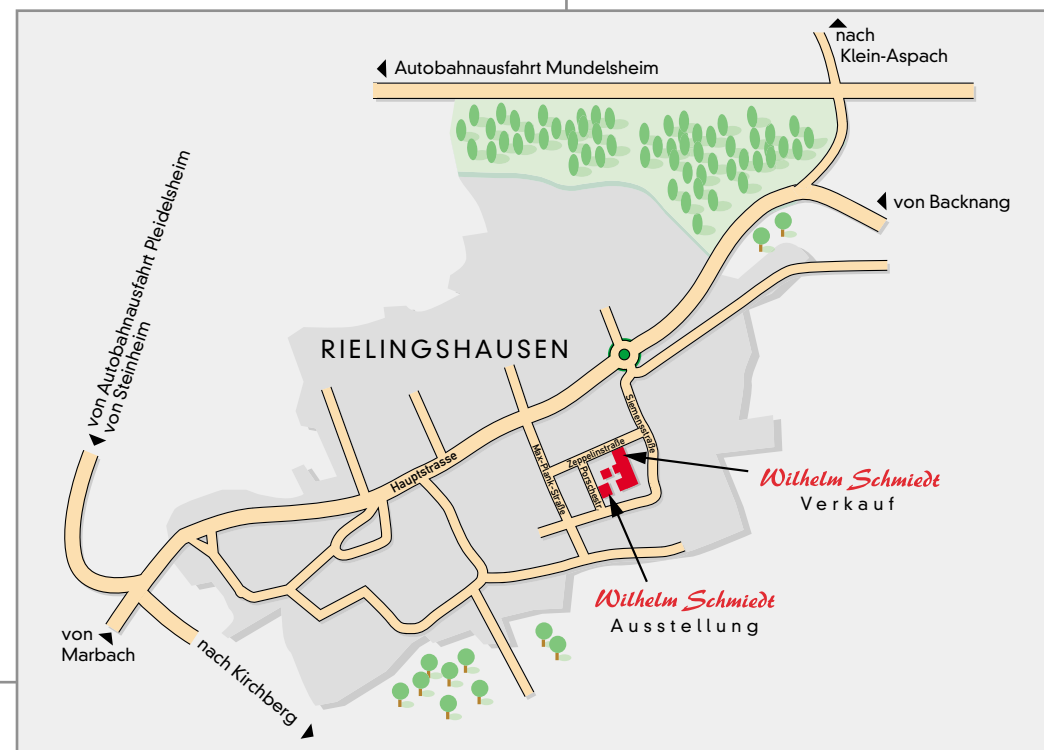 nach
Klein-Aspach
Autobahnausfahrt Mundelsheim
von Backnang
von Autobahnausfahrt Pleidelsheim
von Steinheim
RIELINGSHAUSEN
Siemensstraße
Hauptstrasse
Max-Plank-Straße
Zeppelinstraße
Porschestr.
Wilhelm Schmiedt
Verkauf
Wilhelm Schmiedt
Ausstellung
von
Marbach
nach Kirchberg